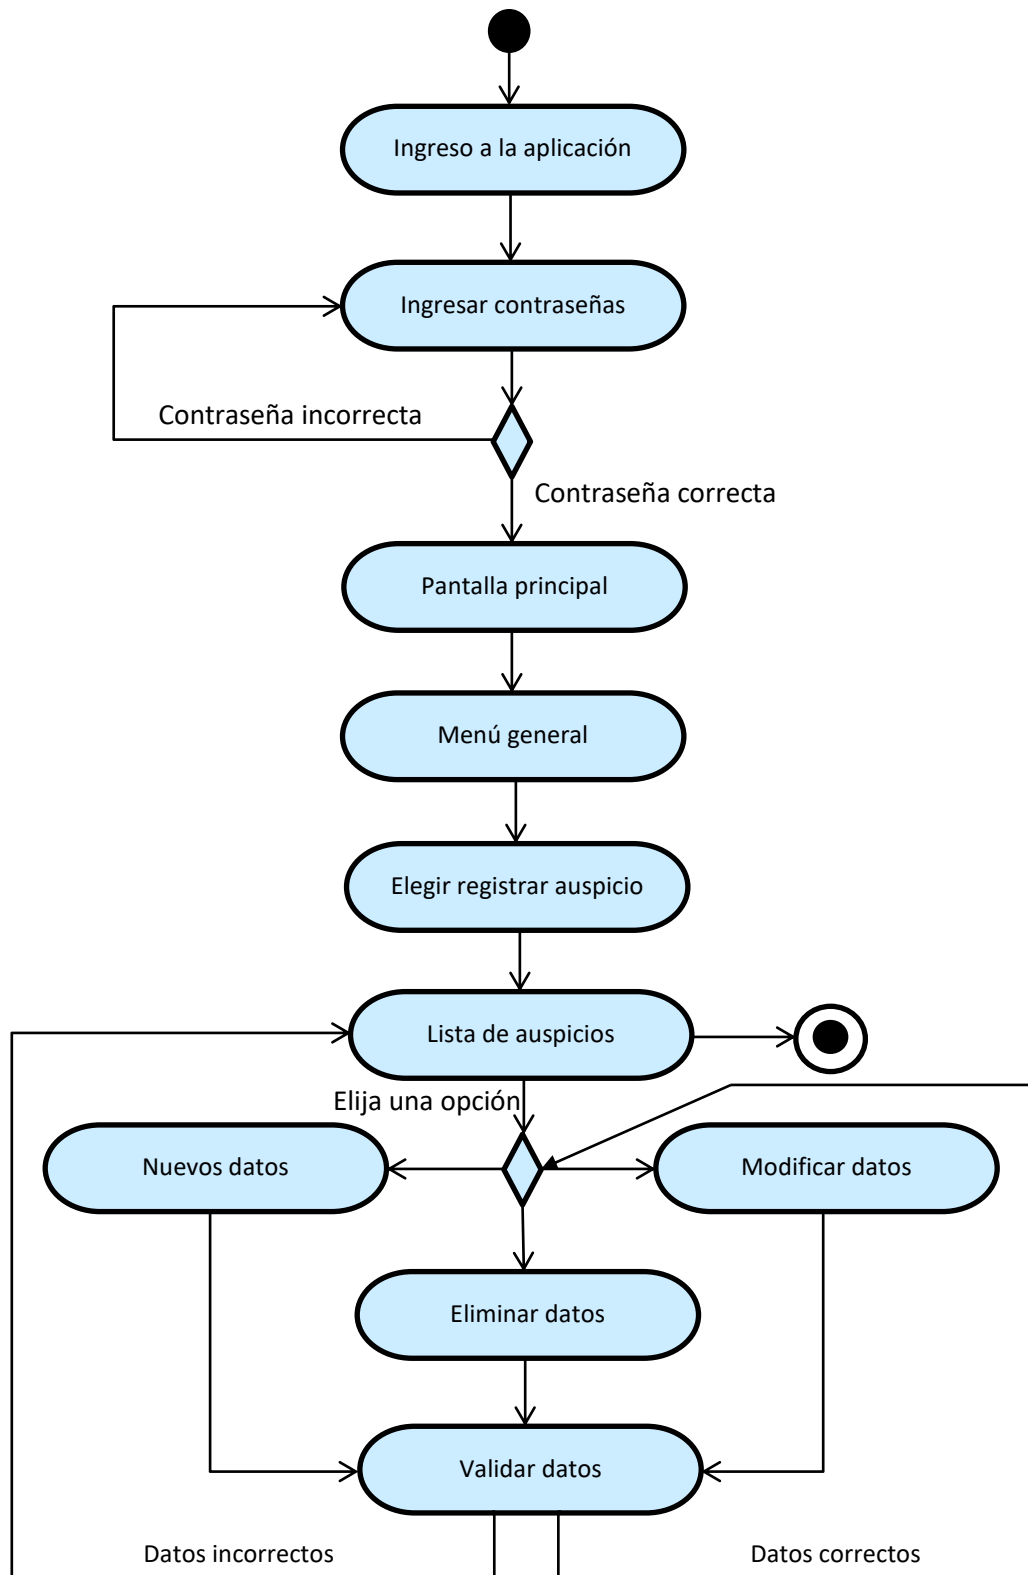 Ingreso a la aplicación
Ingresar contraseñas
Contraseña incorrecta
Contraseña correcta
Pantalla principal
Menú general
Elegir registrar auspicio
Lista de auspicios
Elija una opción
Nuevos datos
Modificar datos
Eliminar datos
Validar datos
Datos incorrectos
Datos correctos